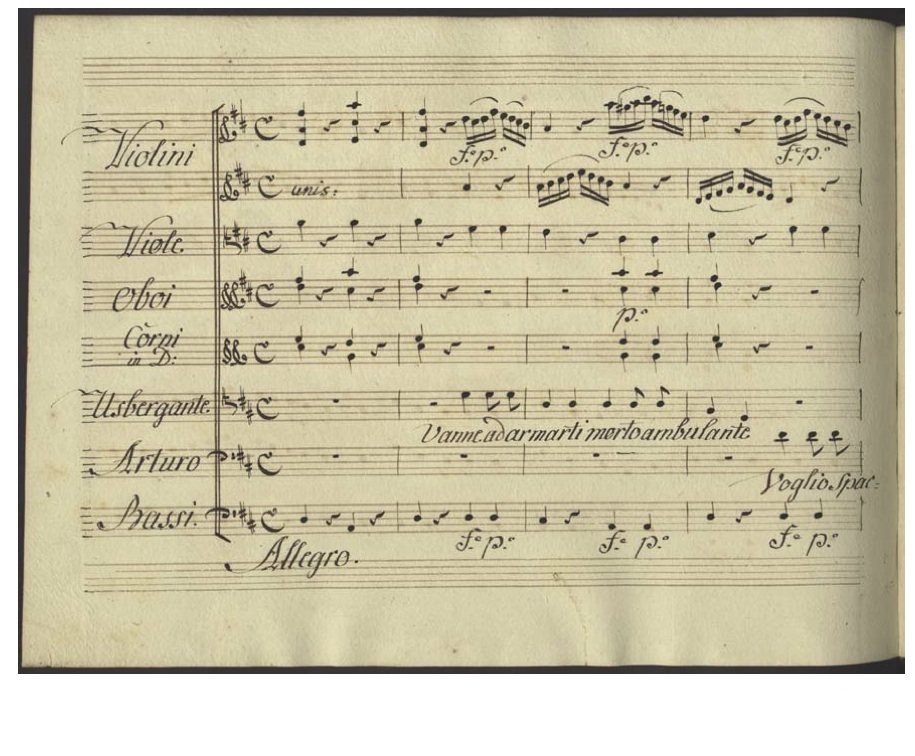 Violini
f.º p.º f.º p.º f.º p.º
unis:
Viole.
Oboi
p.º
Corni
in D:
Usbergante.
Vanne ad armarti morto ambulante
Arturo
Voglio spac=
Bassi.
f.º p.º f.º p.º f.º p.º
Allegro.